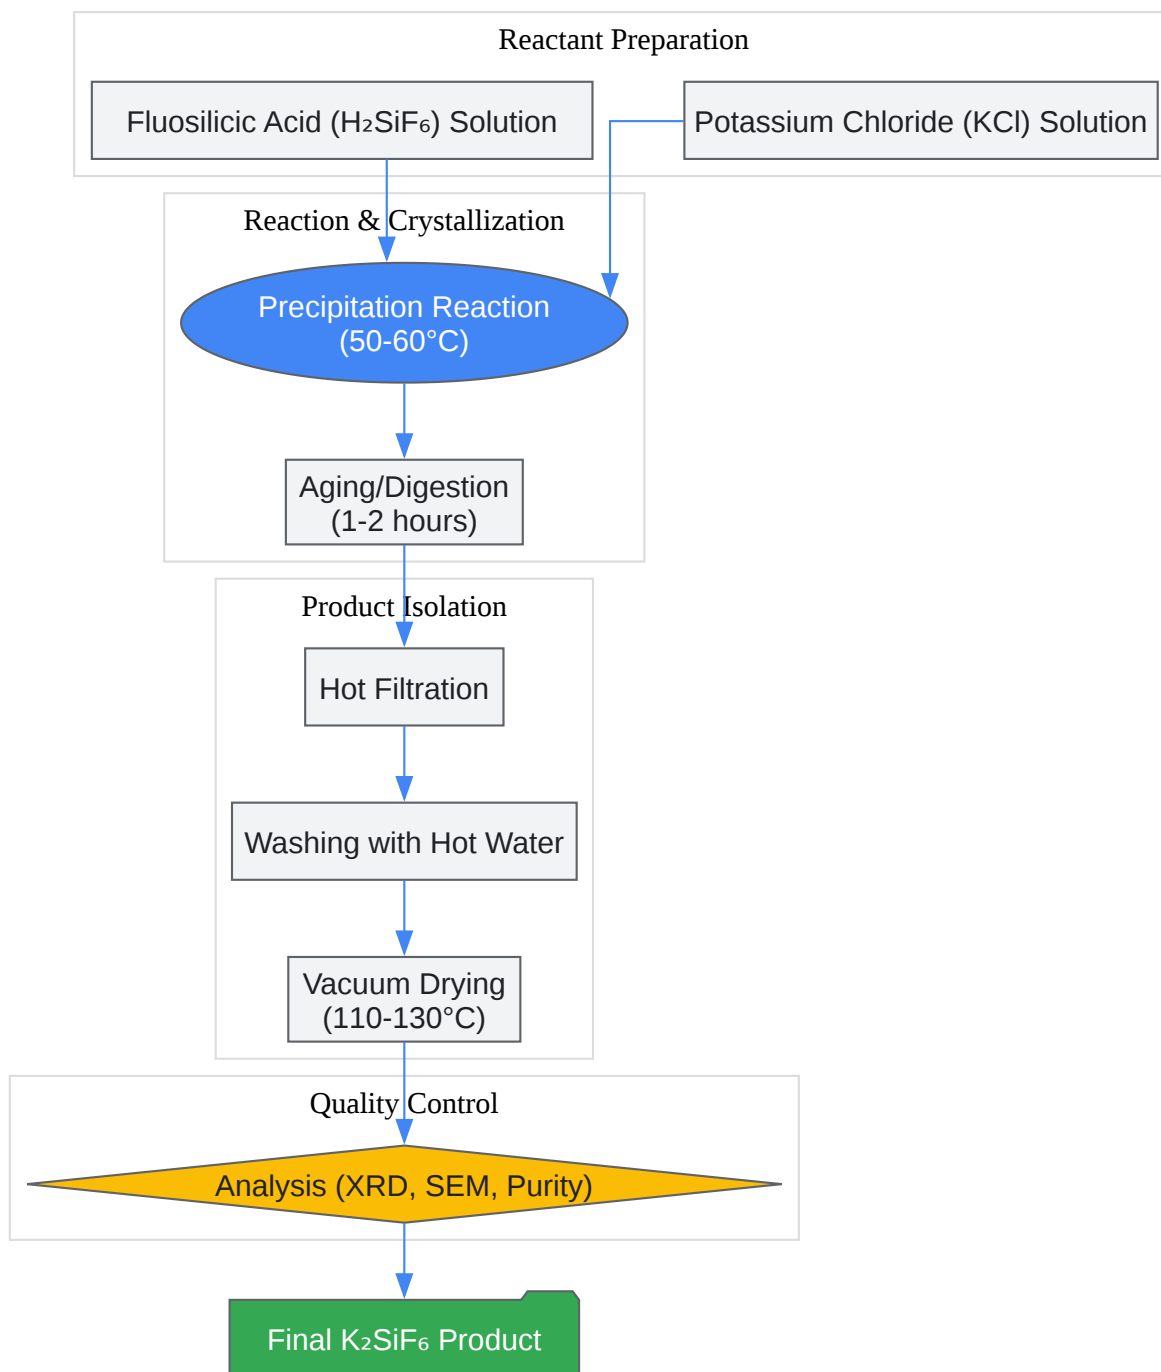 Reactant Preparation
Fluosilicic Acid (H₂SiF₆) Solution
Potassium Chloride (KCl) Solution
Reaction & Crystallization
Precipitation Reaction
(50-60°C)
Aging/Digestion
(1-2 hours)
Product Isolation
Hot Filtration
Washing with Hot Water
Vacuum Drying
(110-130°C)
Quality Control
Analysis (XRD, SEM, Purity)
Final K₂SiF₆ Product